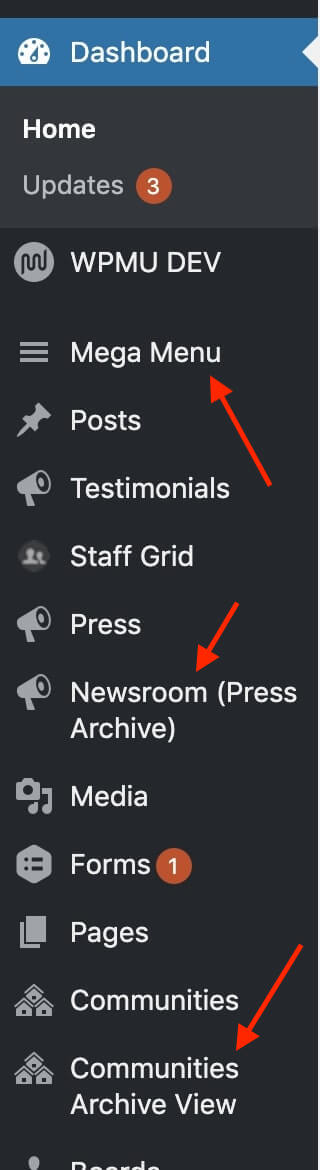 Dashboard
Home
Updates 3
WPMU DEV
Mega Menu
Posts
Testimonials
Staff Grid
Press
Newsroom (Press
Archive)
Media
Forms 1
Pages
Communities
Communities
Archive View
Boards